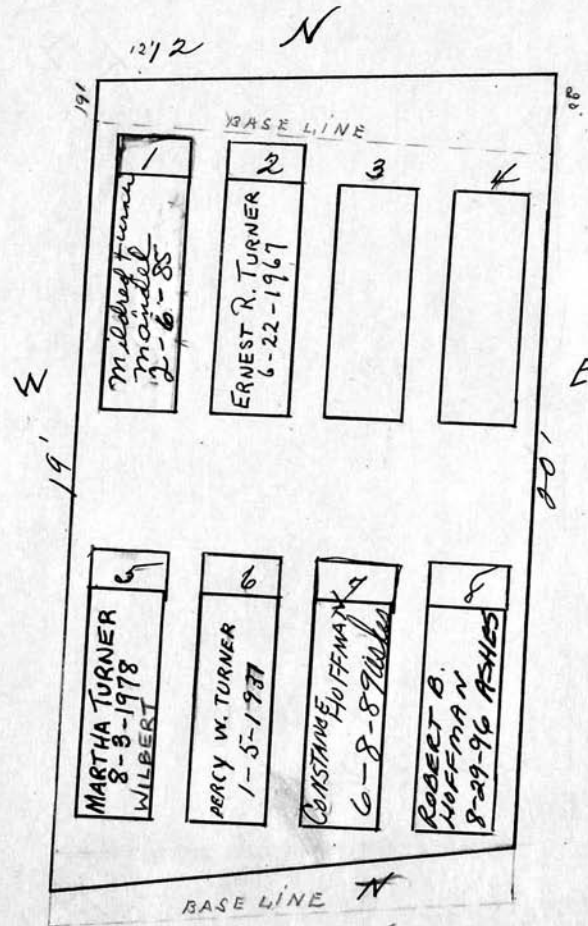 12'/2
N
19'
20'
BASE LINE
1
2
3
4
Mildred Turner
Mandel
2-6-85
ERNEST R. TURNER
6-22-1967
W
E
19'
20'
5
6
7
8
MARTHA TURNER
8-3-1978
WILBERT
PERCY W. TURNER
1-5-1937
CONSTANCE
HOFFMAN
6-8-89 ashes
ROBERT B.
HOFFMAN
8-29-96 ASHES
BASE LINE
N